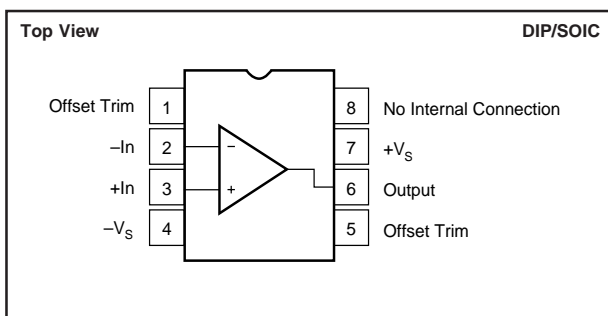 Top View DIP/SOIC
Offset Trim 1 8 No Internal Connection
–In 2 – 7 +VS
+In 3 + 6 Output
–VS 4 5 Offset Trim